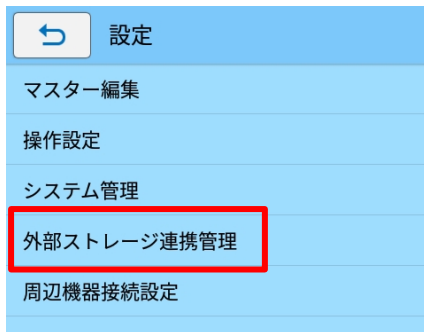 設定
マスター編集
操作設定
システム管理
外部ストレージ連携管理
周辺機器接続設定